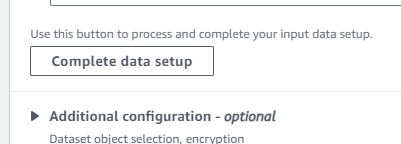 Use this button to process and complete your input data setup.
Complete data setup
Additional configuration - optional
Dataset object selection, encryption